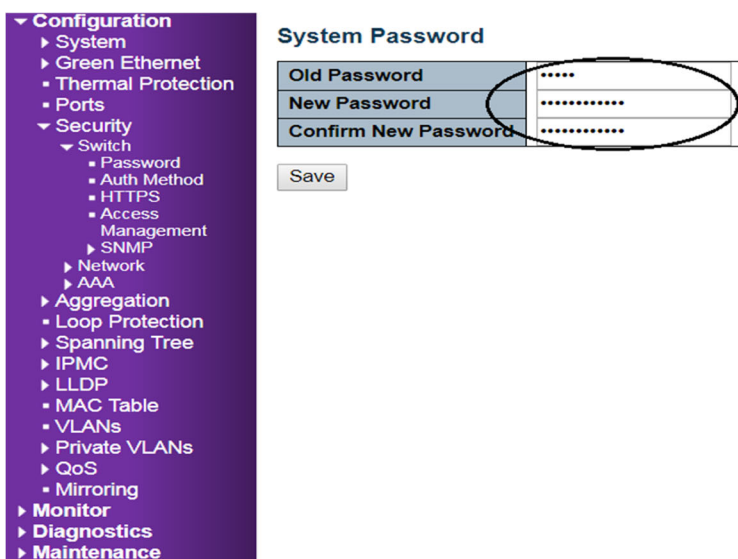 Configuration
System
Green Ethernet
Thermal Protection
Ports
Security
Switch
Password
Auth Method
HTTPS
Access
Management
SNMP
Network
AAA
Aggregation
Loop Protection
Spanning Tree
IPMC
LLDP
MAC Table
VLANs
Private VLANs
QoS
Mirroring
Monitor
Diagnostics
Maintenance
System Password
Old Password •••••
New Password ••••••••••••
Confirm New Password ••••••••••••
Save